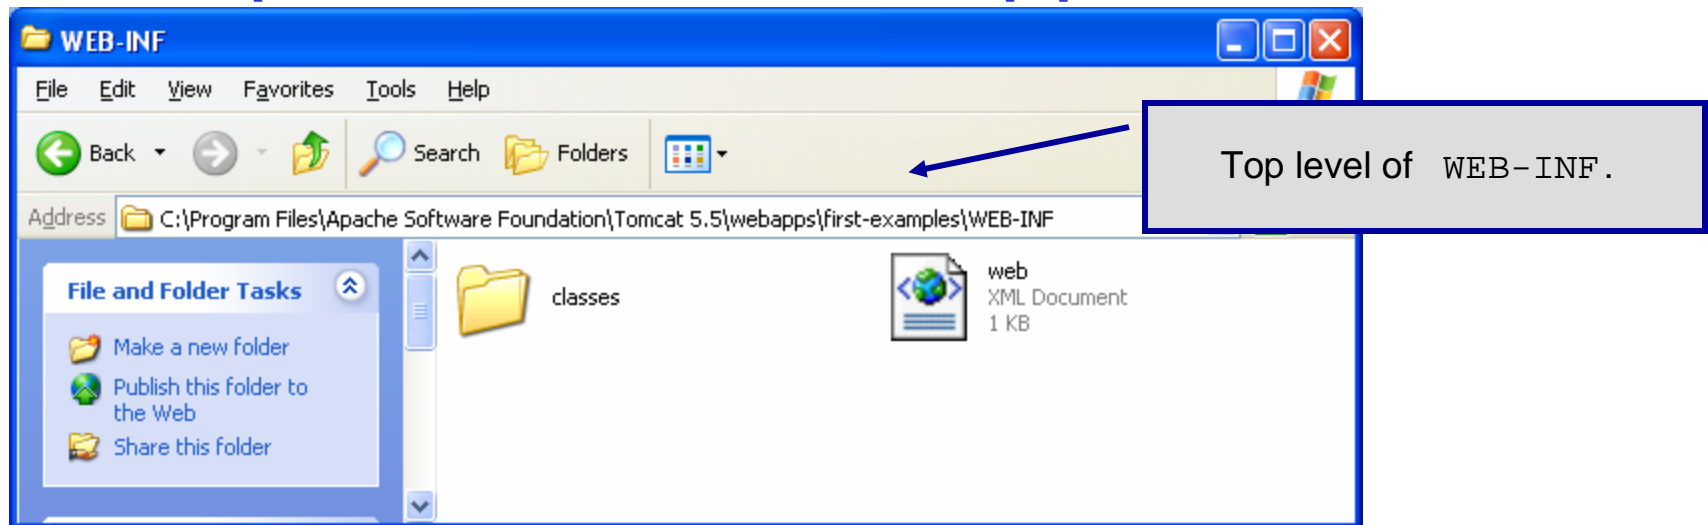 WEB-INF
File Edit View Favorites Tools Help
Back Search Folders
Top level of WEB-INF.
Address C:\Program Files\Apache Software Foundation\Tomcat 5.5\webapps\first-examples\WEB-INF
File and Folder Tasks
Make a new folder
Publish this folder to
the Web
Share this folder
classes
web
XML Document
1 KB